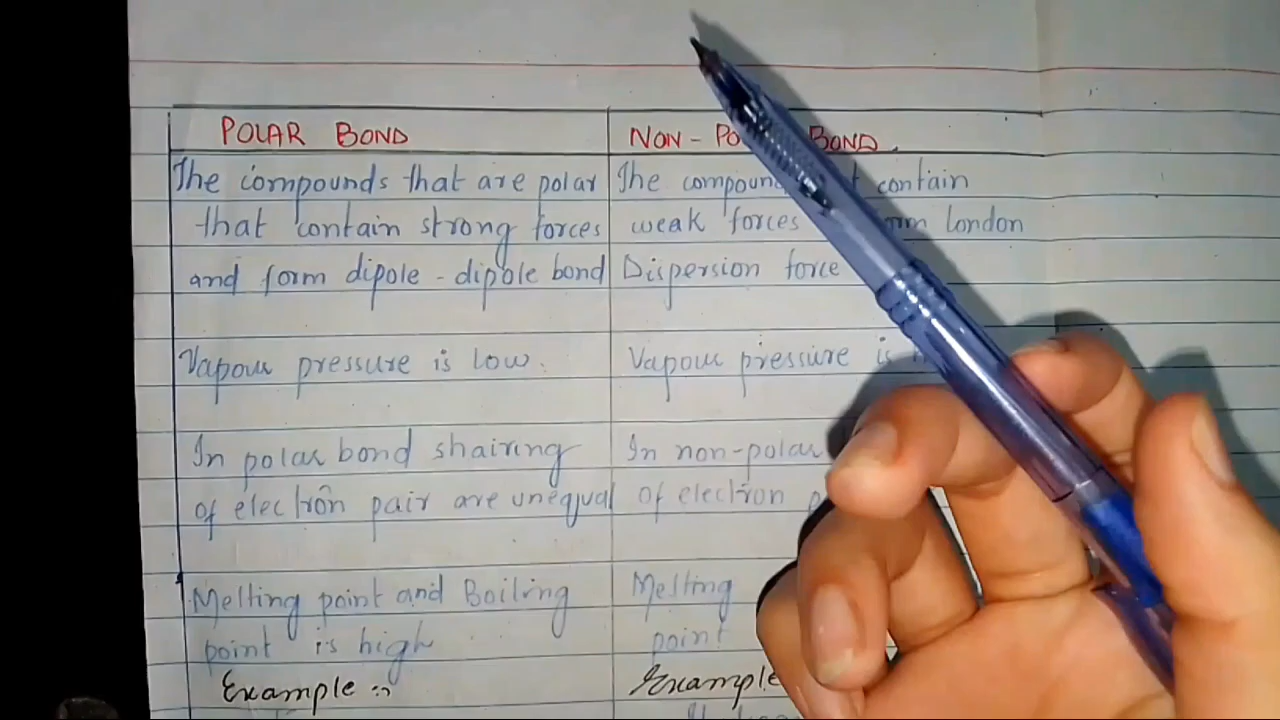 POLAR BOND
The compounds that are polar
that contain strong forces
and form dipole - dipole bond
Vapour pressure is low.
In polar bond shairing
of electron pair are unequal
Melting point and Boiling
point is high
Example :-
NON - BOND
The contain
weak forces london
Dispersion force
Vapour pressure is
In non-polar
of electron
Melting
point
Example